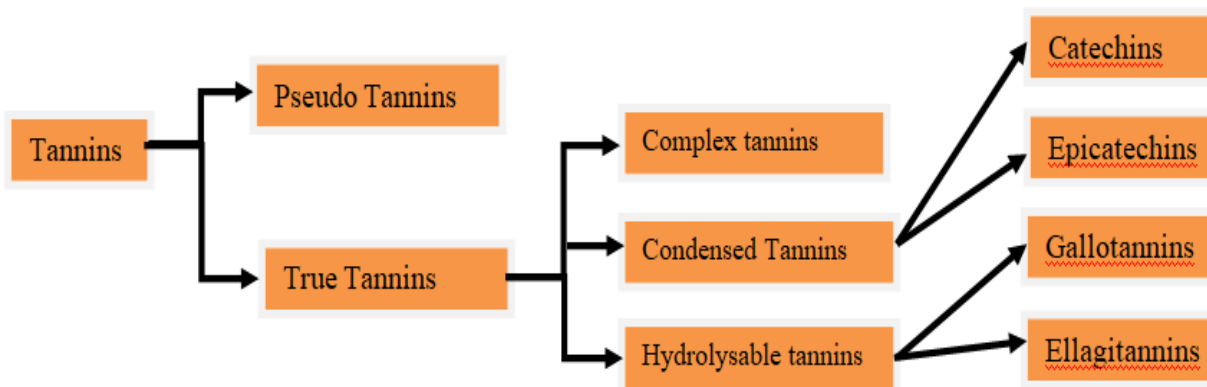 Catechins
Pseudo Tannins
Complex tannins
Tannins
Epicatechins
Condensed Tannins
Gallotannins
True Tannins
Hydrolysable tannins
Ellagitannins